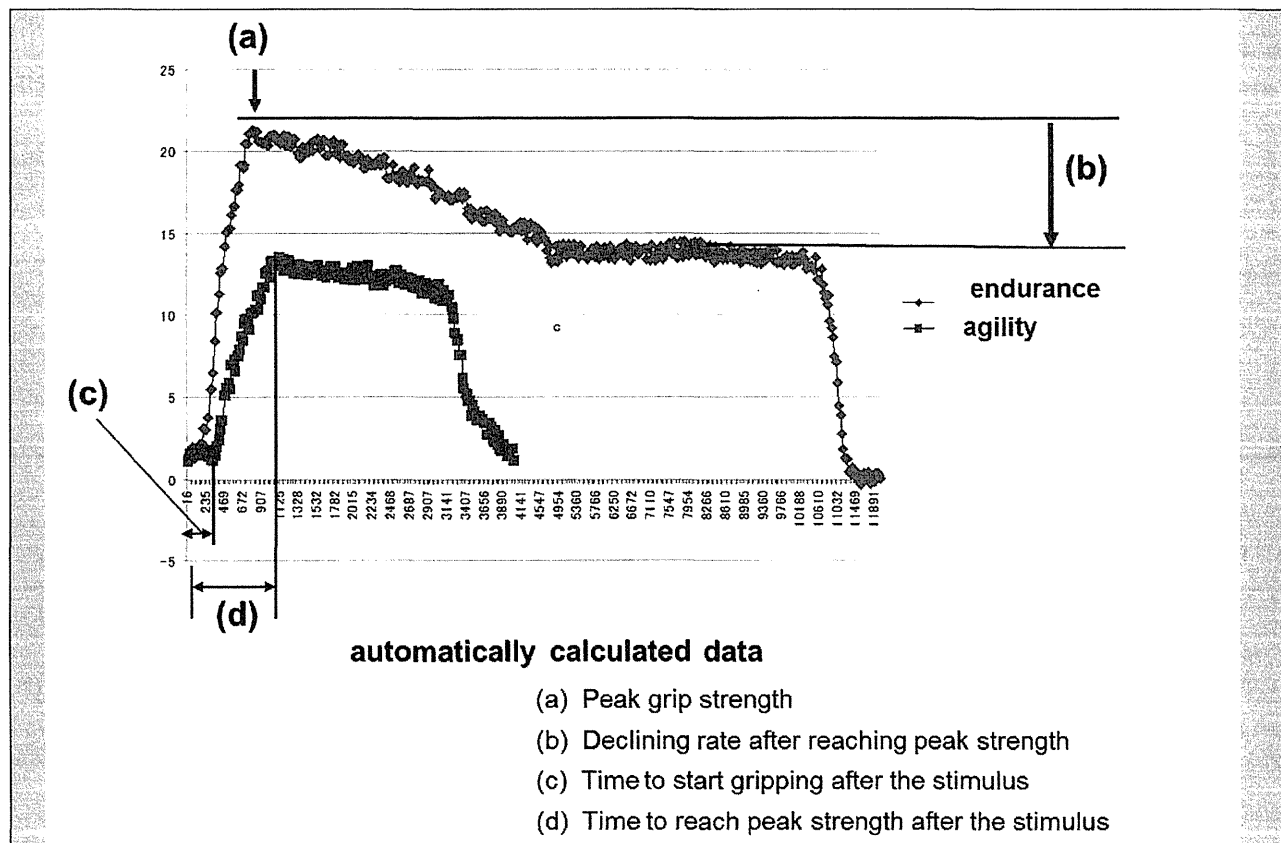 (a)
25
20
15
10
5
0
-5
(b)
endurance
agility
c
(c)
16 235 469 672 907 1125 1328 1532 1782 2015 2234 2468 2687 2907 3141 3407 3656 3890 4141 4547 4954 5360 5766 6250 6672 7110 7547 7954 8266 8610 8985 9360 9766 10188 10610 11032 11469 11891
(d)
automatically calculated data
(a) Peak grip strength
(b) Declining rate after reaching peak strength
(c) Time to start gripping after the stimulus
(d) Time to reach peak strength after the stimulus